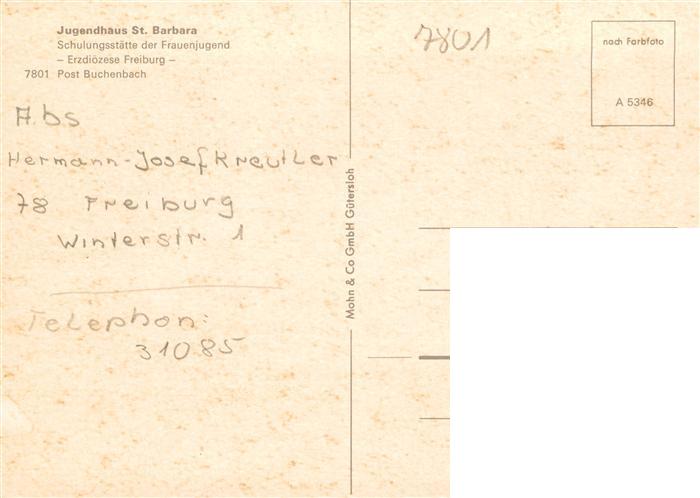 Jugendhaus St. Barbara
Schulungsstätte der Frauenjugend
– Erzdiözese Freiburg –
7801 Post Buchenbach
Abs
Hermann-Josef Kreutler
78 Freiburg
Winterstr. 1
Telephon:
31085
Mohn & Co GmbH Gütersloh
7801
nach Farbfoto
A 5346